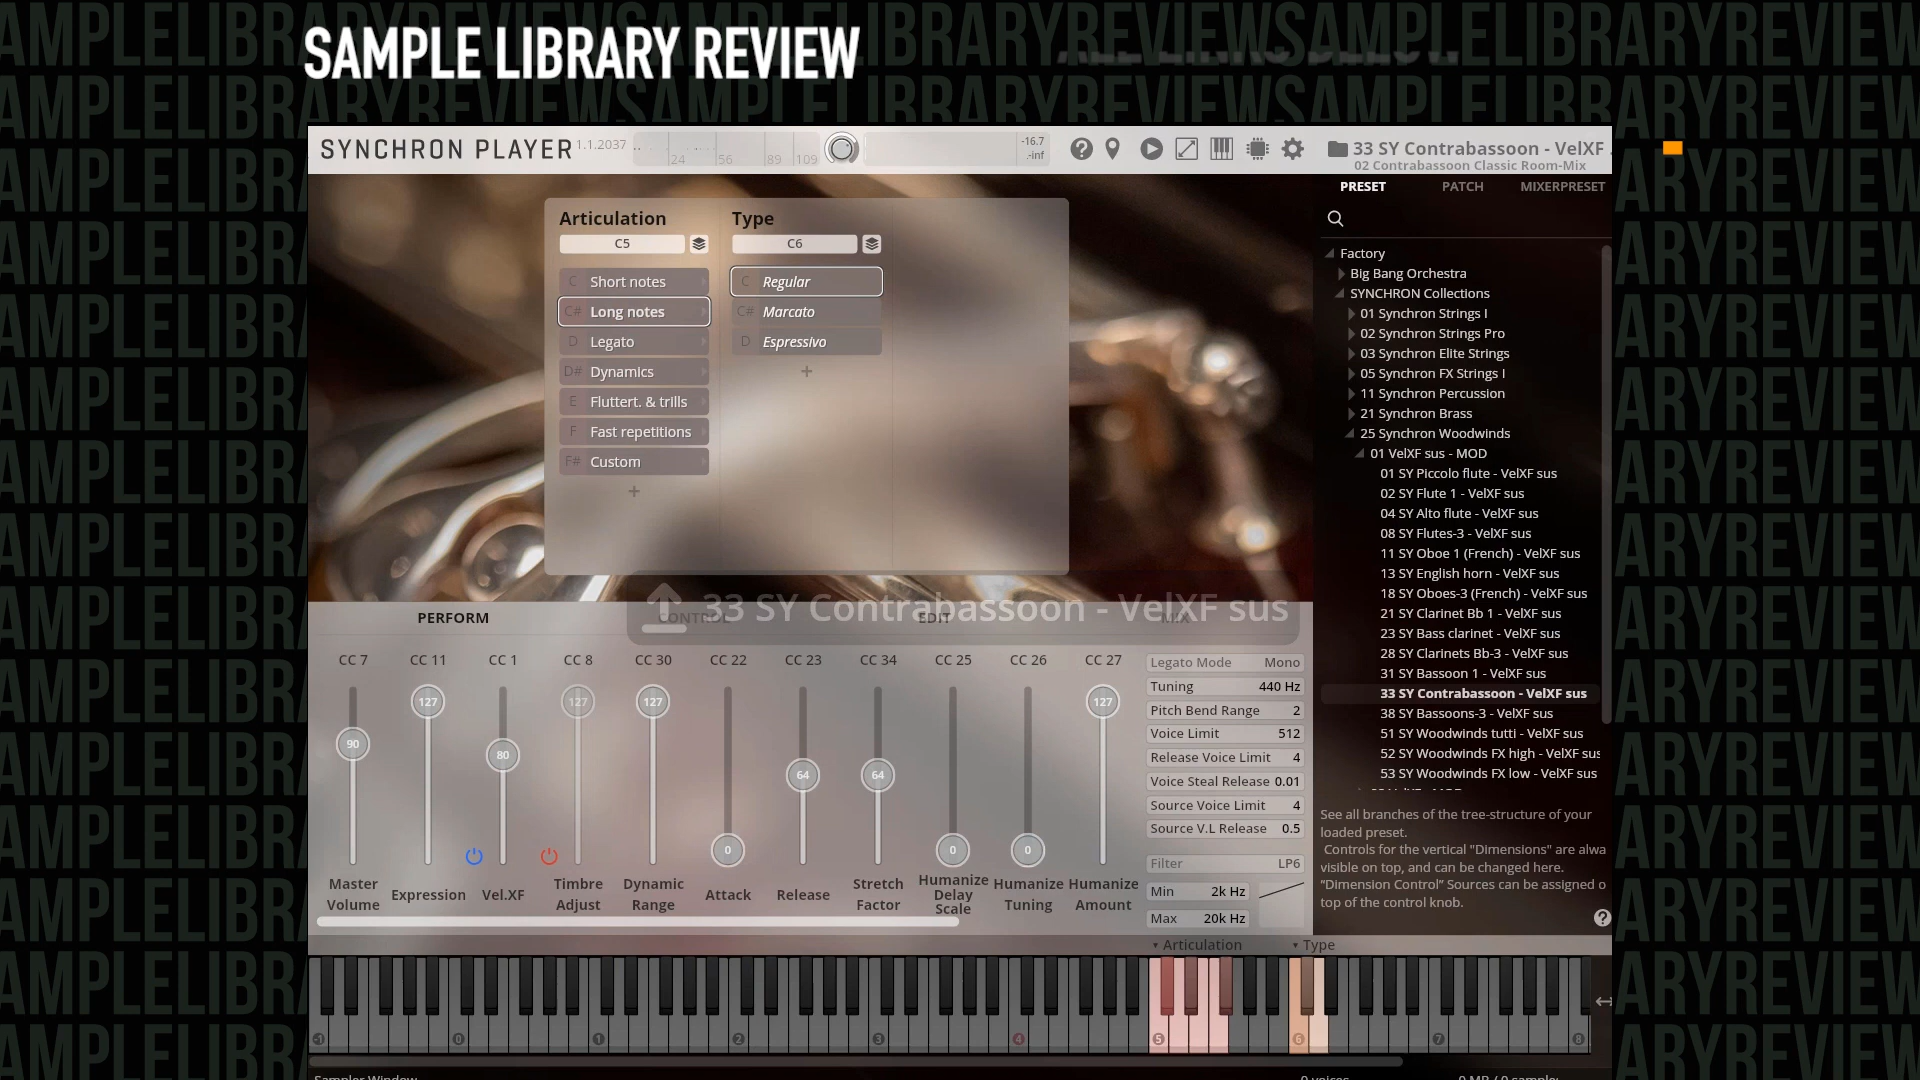 SAMPLE LIBRARY REVIEW
SYNCHRON PLAYER 1.1.2037
24 56 89 109
-16.7
-inf
33 SY Contrabassoon - VelXF
02 Contrabassoon Classic Room-Mix
PRESET PATCH MIXERPRESET
Articulation Type
C5 C6
C Short notes
C# Long notes
D Legato
D# Dynamics
E Fluttert. & trills
F Fast repetitions
F# Custom
+
C Regular
C# Marcato
D Espressivo
+
Factory
Big Bang Orchestra
SYNCHRON Collections
01 Synchron Strings I
02 Synchron Strings Pro
03 Synchron Elite Strings
05 Synchron FX Strings I
11 Synchron Percussion
21 Synchron Brass
25 Synchron Woodwinds
01 VelXF sus - MOD
01 SY Piccolo flute - VelXF sus
02 SY Flute 1 - VelXF sus
04 SY Alto flute - VelXF sus
08 SY Flutes-3 - VelXF sus
11 SY Oboe 1 (French) - VelXF sus
13 SY English horn - VelXF sus
18 SY Oboes-3 (French) - VelXF sus
21 SY Clarinet Bb 1 - VelXF sus
23 SY Bass clarinet - VelXF sus
28 SY Clarinets Bb-3 - VelXF sus
31 SY Bassoon 1 - VelXF sus
33 SY Contrabassoon - VelXF sus
38 SY Bassoons-3 - VelXF sus
51 SY Woodwinds tutti - VelXF sus
52 SY Woodwinds FX high - VelXF sus
53 SY Woodwinds FX low - VelXF sus
See all branches of the tree-structure of your
loaded preset.
Controls for the vertical "Dimensions" are alwa
visible on top, and can be changed here.
"Dimension Control" Sources can be assigned o
top of the control knob.
33 SY Contrabassoon - VelXF sus
PERFORM CONTROL EDIT MIX
CC 7 CC 11 CC 1 CC 8 CC 30 CC 22 CC 23 CC 34 CC 25 CC 26 CC 27
90 127 80 127 127 0 64 64 0 0 127
Master Volume
Expression
Vel.XF
Timbre Adjust
Dynamic Range
Attack
Release
Stretch Factor
Humanize Delay Scale
Humanize Tuning
Humanize Amount
Legato Mode Mono
Tuning 440 Hz
Pitch Bend Range 2
Voice Limit 512
Release Voice Limit 4
Voice Steal Release 0.01
Source Voice Limit 4
Source V.L Release 0.5
Filter LP6
Min 2k Hz
Max 20k Hz
Articulation Type
-1 0 1 2 3 4 5 6 7 8